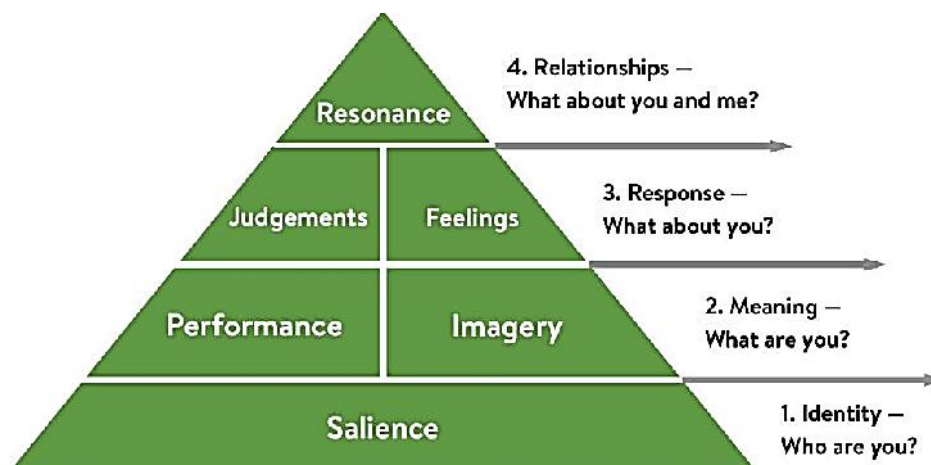 4. Relationships –
What about you and me?
Resonance
3. Response –
What about you?
Judgements
Feelings
2. Meaning –
What are you?
Performance
Imagery
1. Identity –
Who are you?
Salience